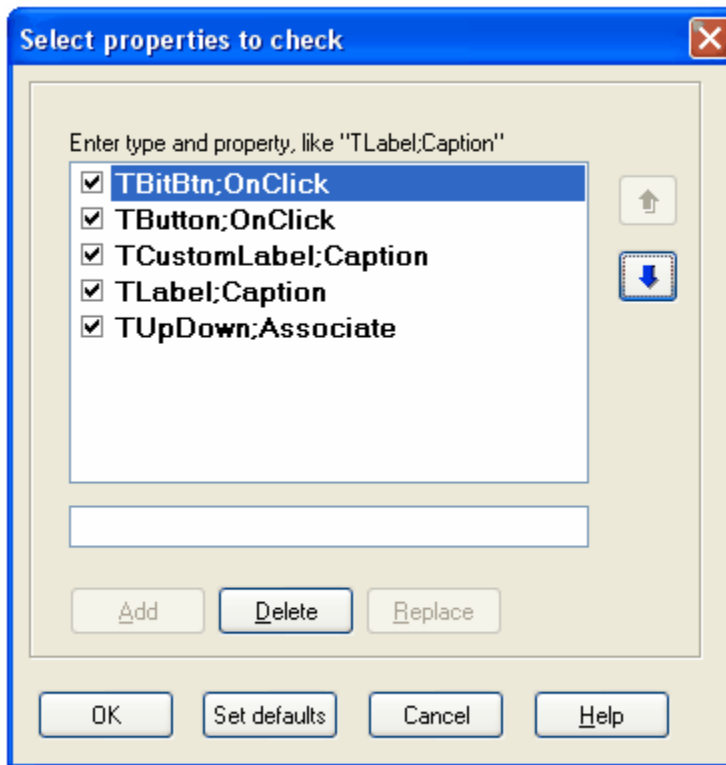 Select properties to check
Enter type and property, like "TLabel;Caption"
TBitBtn;OnClick
TButton;OnClick
TCustomLabel;Caption
TLabel;Caption
TUpDown;Associate
Add Delete Replace
OK Set defaults Cancel Help